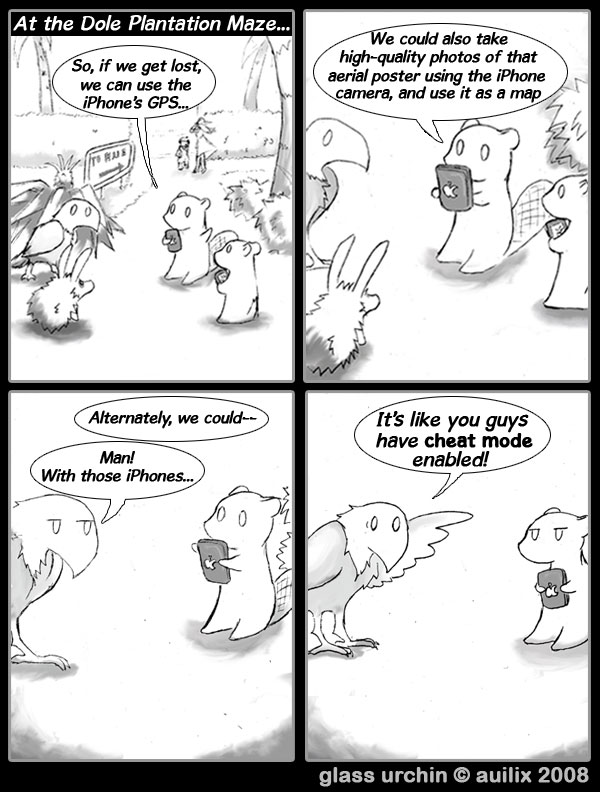 At the Dole Plantation Maze...
So, if we get lost,
we can use the
iPhone's GPS...
TO MAZE
We could also take
high-quality photos of that
aerial poster using the iPhone
camera, and use it as a map
Alternately, we could--
Man!
With those iPhones...
It's like you guys
have cheat mode
enabled!
glass urchin © auilix 2008